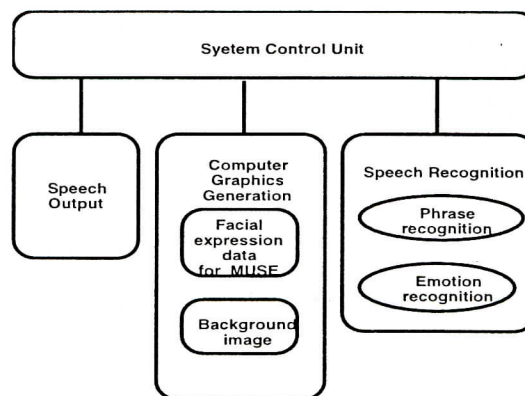 Syetem Control Unit
Speech
Output
Computer
Graphics
Generation
Facial
expression
data
for MUSE
Background
image
Speech Recognition
Phrase
recognition
Emotion
recognition